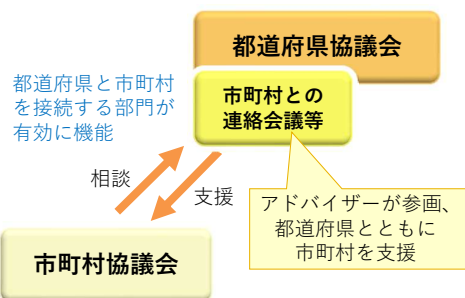 都道府県協議会
都道府県と市町村
を接続する部門が
有効に機能
市町村との
連絡会議等
相談
支援
アドバイザーが参画、
都道府県とともに
市町村を支援
市町村協議会